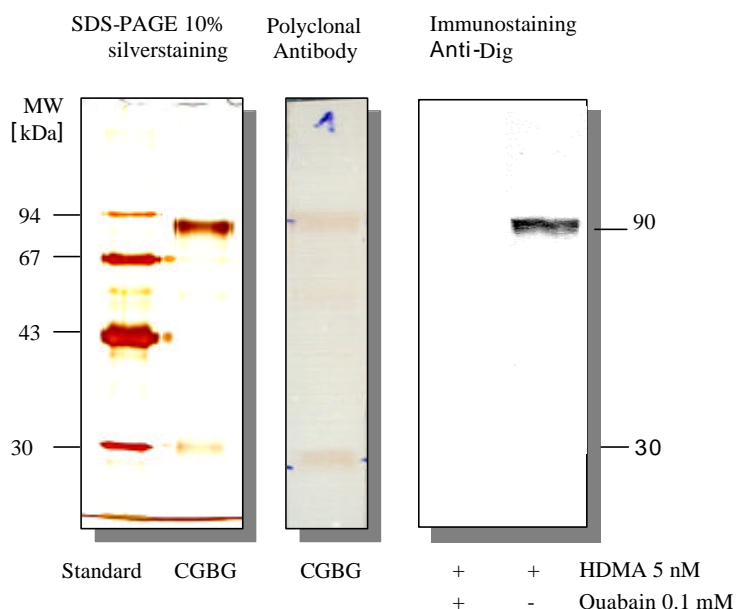 SDS-PAGE 10%
silverstaining
Polyclonal
Antibody
Immunostaining
Anti-Dig
MW
[kDa]
1
94
90
67
43
30
30
Standard CGBG CGBG + + HDMA 5 nM
+ - Ouabain 0.1 mM